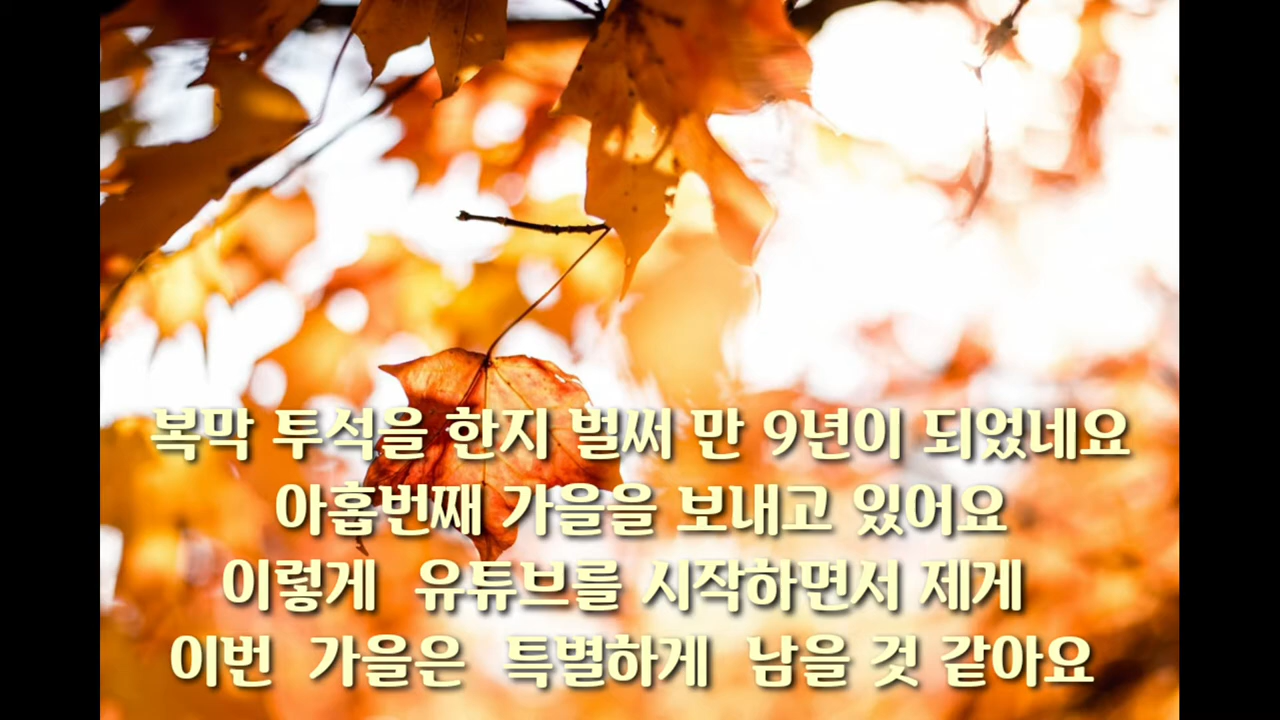 복막 투석을 한지 벌써 만 9년이 되었네요
아홉번째 가을을 보내고 있어요
이렇게 유튜브를 시작하면서 제게
이번 가을은 특별하게 남을 것 같아요